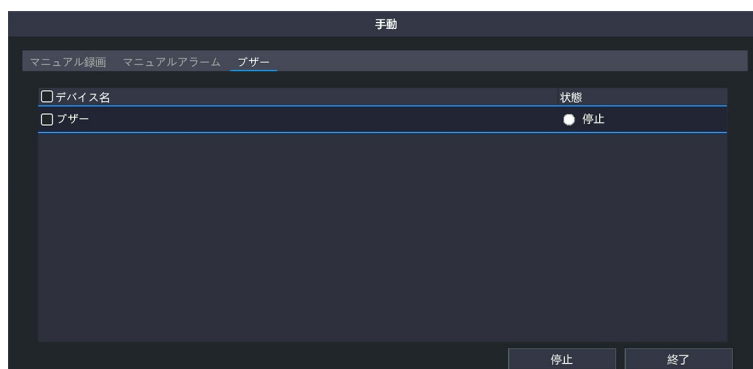 手動
マニュアル録画 マニュアルアラーム ブザー
デバイス名 状態
ブザー 停止
停止 終了